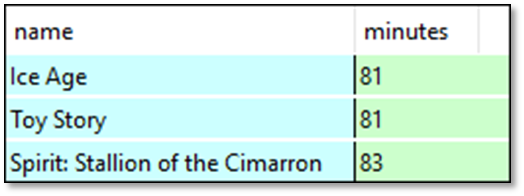 name minutes
Ice Age 81
Toy Story 81
Spirit: Stallion of the Cimarron 83